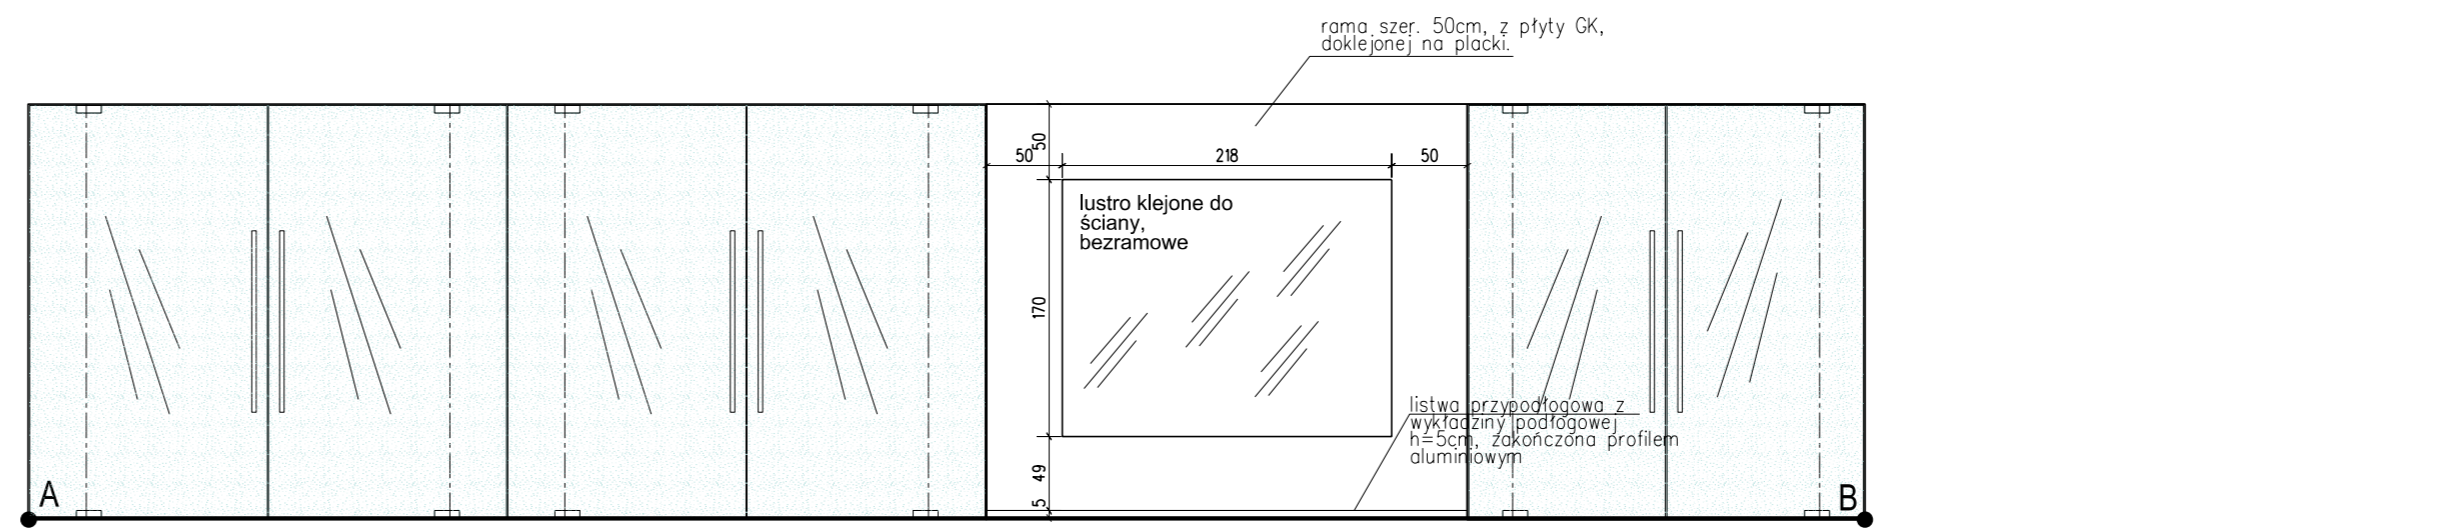 rama szer. 50cm, z płyty GK,
doklejonej na placki.
50
50
218
50
lustro klejone do
ściany,
bezramowe
170
listwa przypodłogowa z
wykładziny podłogowej
h=5cm, zakończona profilem
aluminiowym
49
5
A
B